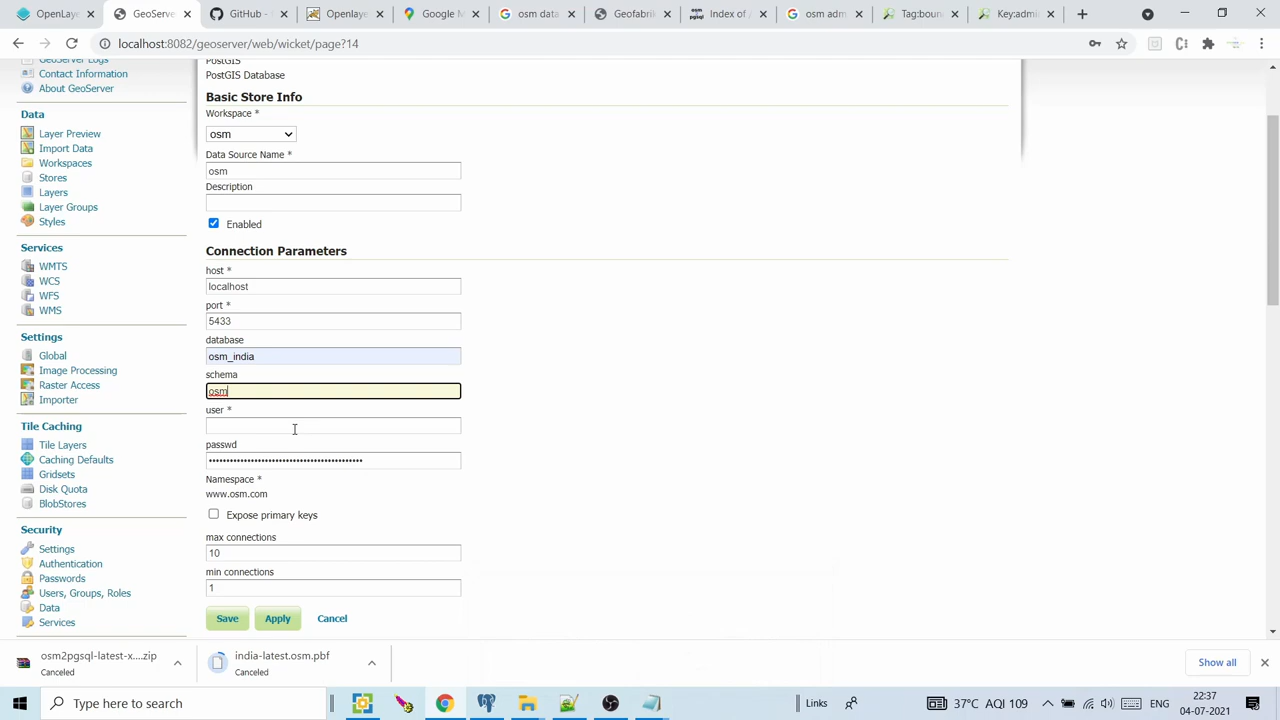 GeoServ
GitHub
Openlaye
Google M
osm data
Geofabrik
Index of /
osm adm
Tag:bound
Key:admi
localhost:8082/geoserver/web/wicket/page?14
GeoServer Logs
Contact Information
About GeoServer
Data
Layer Preview
Import Data
Workspaces
Stores
Layers
Layer Groups
Styles
Services
WMTS
WCS
WFS
WMS
Settings
Global
Image Processing
Raster Access
Importer
Tile Caching
Tile Layers
Caching Defaults
Gridsets
Disk Quota
BlobStores
Security
Settings
Authentication
Passwords
Users, Groups, Roles
Data
Services
PostGIS
PostGIS Database
Basic Store Info
Workspace *
osm
Data Source Name *
osm
Description
Enabled
Connection Parameters
host *
localhost
port *
5433
database
osm_india
schema
osm
user *
passwd
Namespace *
www.osm.com
Expose primary keys
max connections
10
min connections
1
Save
Apply
Cancel
osm2pgsql-latest-x....zip
Canceled
india-latest.osm.pbf
Canceled
Show all
Type here to search
Links
37°C AQI 109
ENG
22:37
04-07-2021